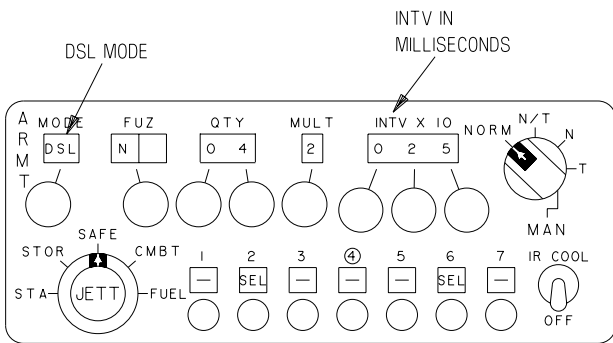 INTV IN
MILLISECONDS
DSL MODE
ARMT
MODE FUZ QTY MULT INTV X 10
DSL N 0 4 2 0 2 5
NORM N/T N T
MAN
SAFE
STOR CMBT
STA JETT FUEL
1 2 3 4 5 6 7
— SEL — — — SEL —
IR COOL
OFF